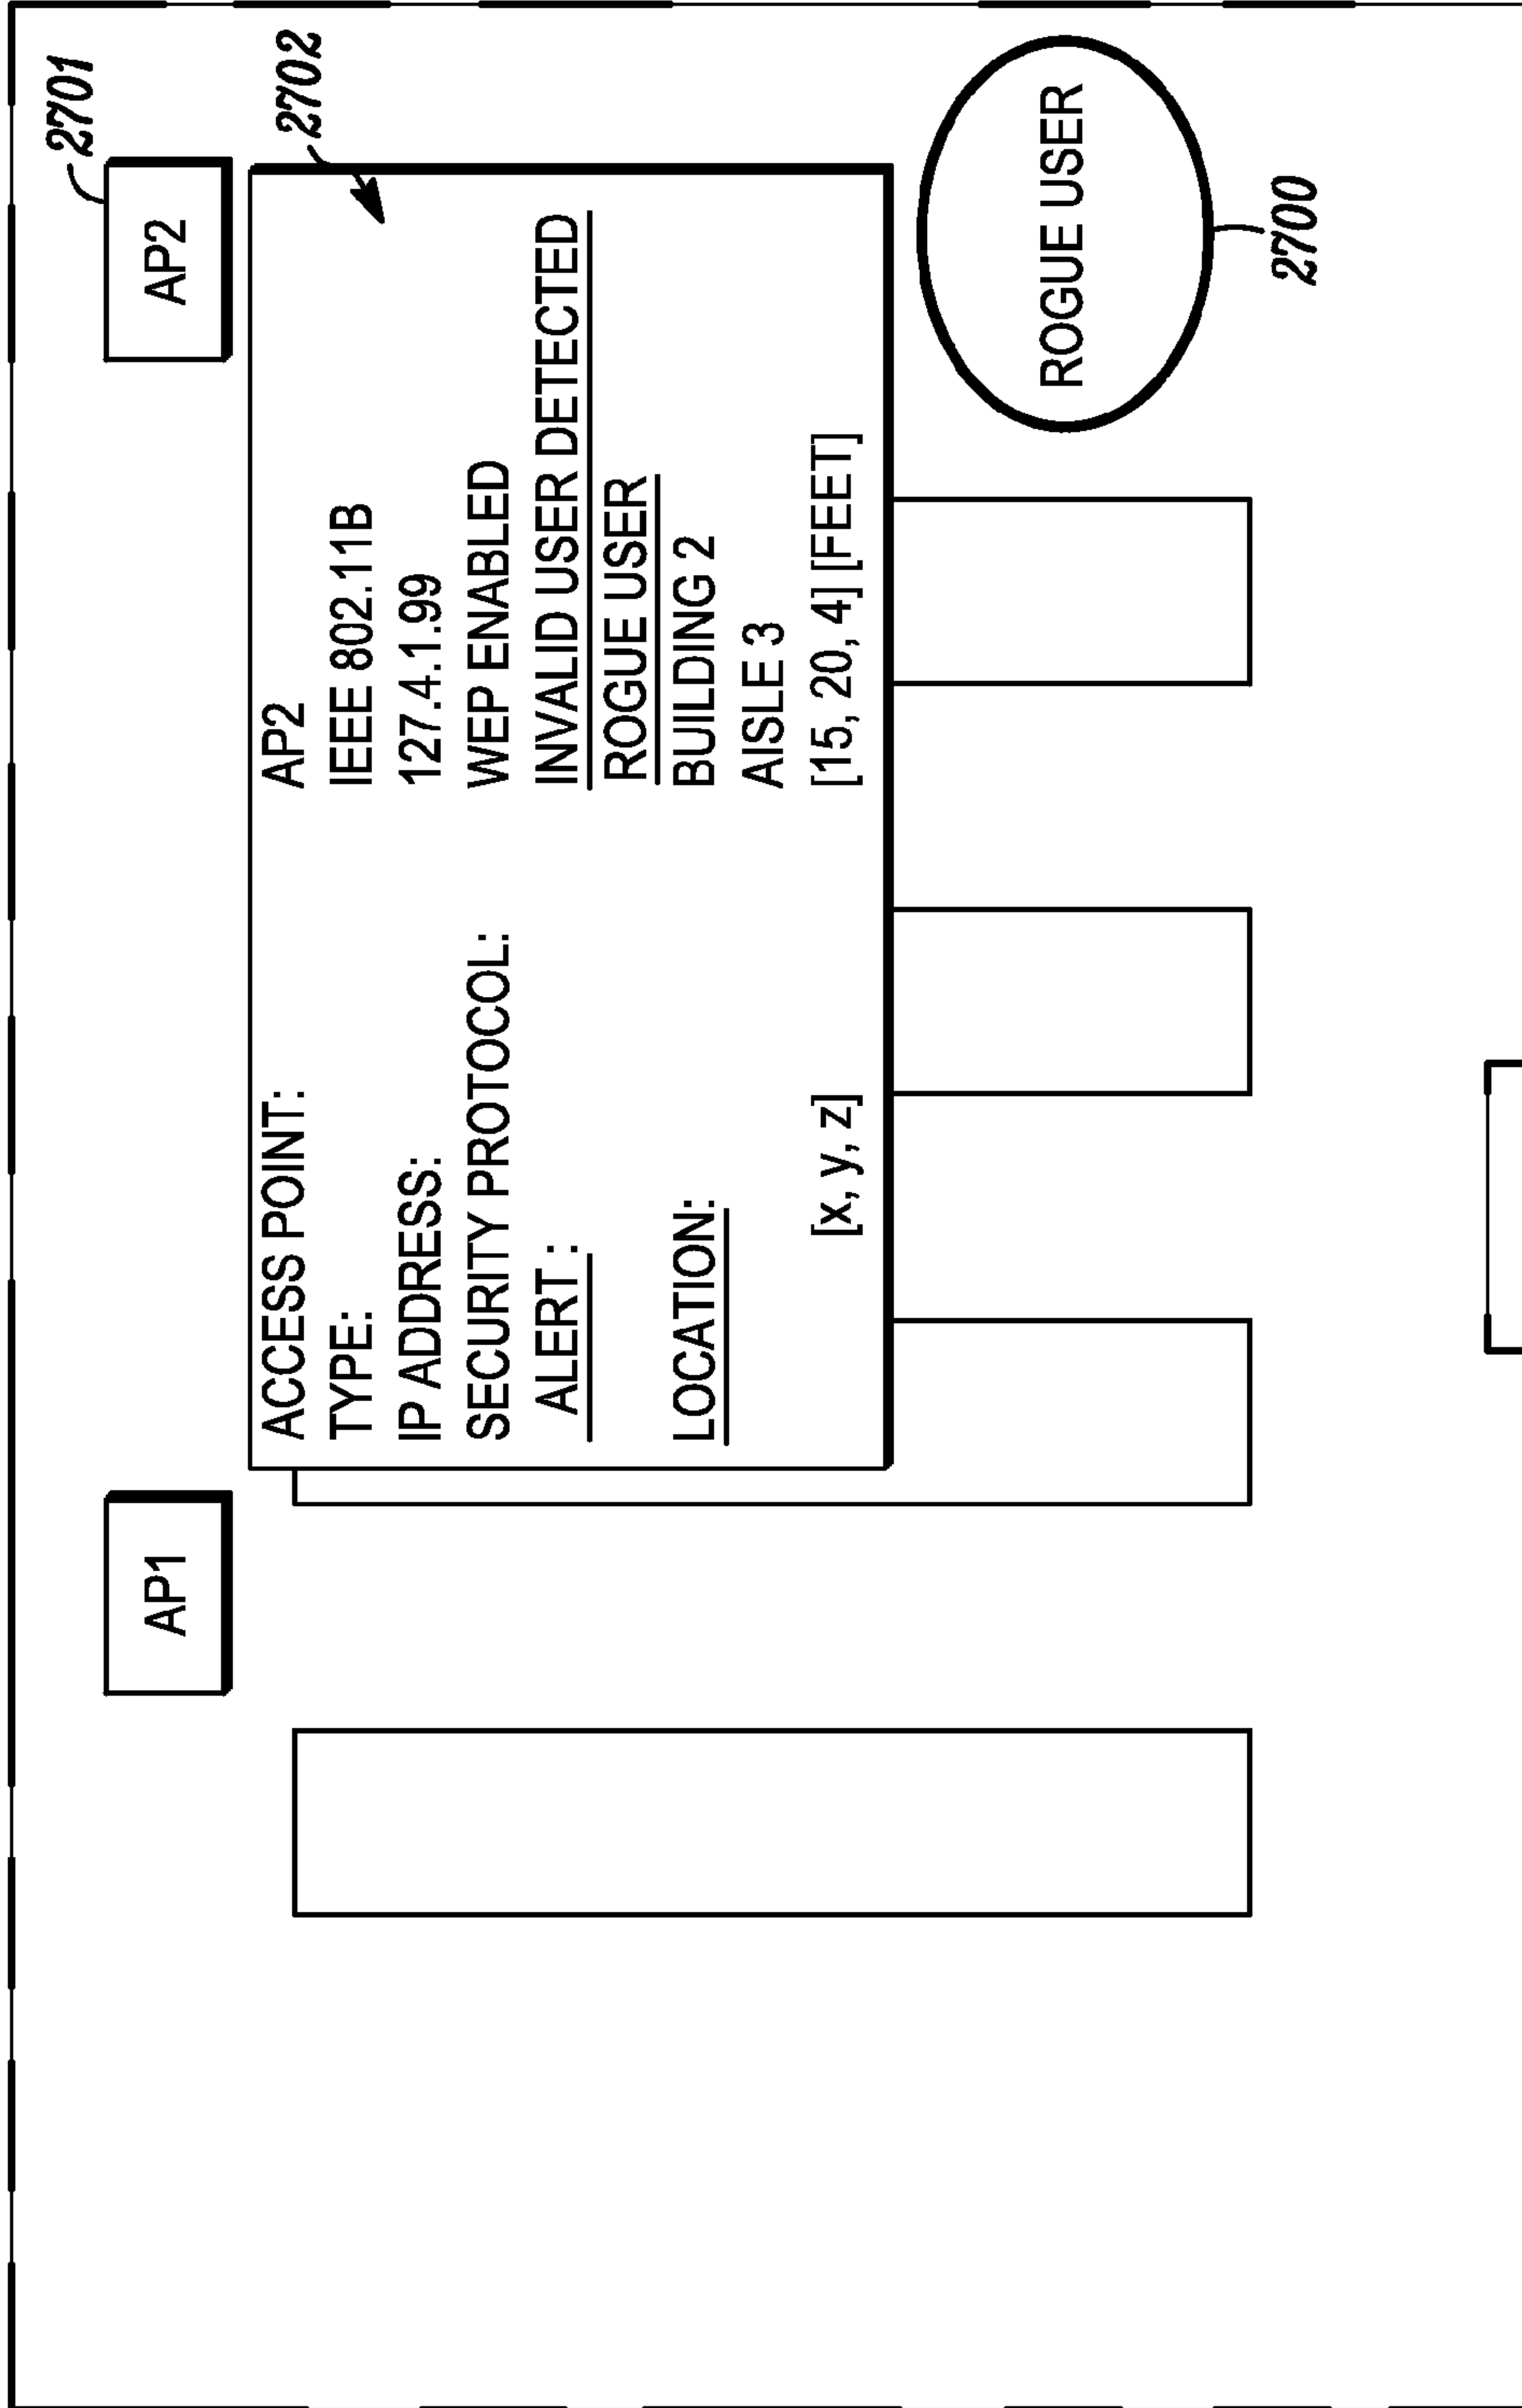 2701
AP1
AP2
2702
ACCESS POINT: AP2
TYPE: IEEE 802.11B
IP ADDRESS: 127.4.1.99
SECURITY PROTOCOL: WEP ENABLED
ALERT : INVALID USER DETECTED
ROGUE USER
LOCATION: BUILDING 2
AISLE 3
[x, y, z] [15, 20, 4] [FEET]
ROGUE USER
2700